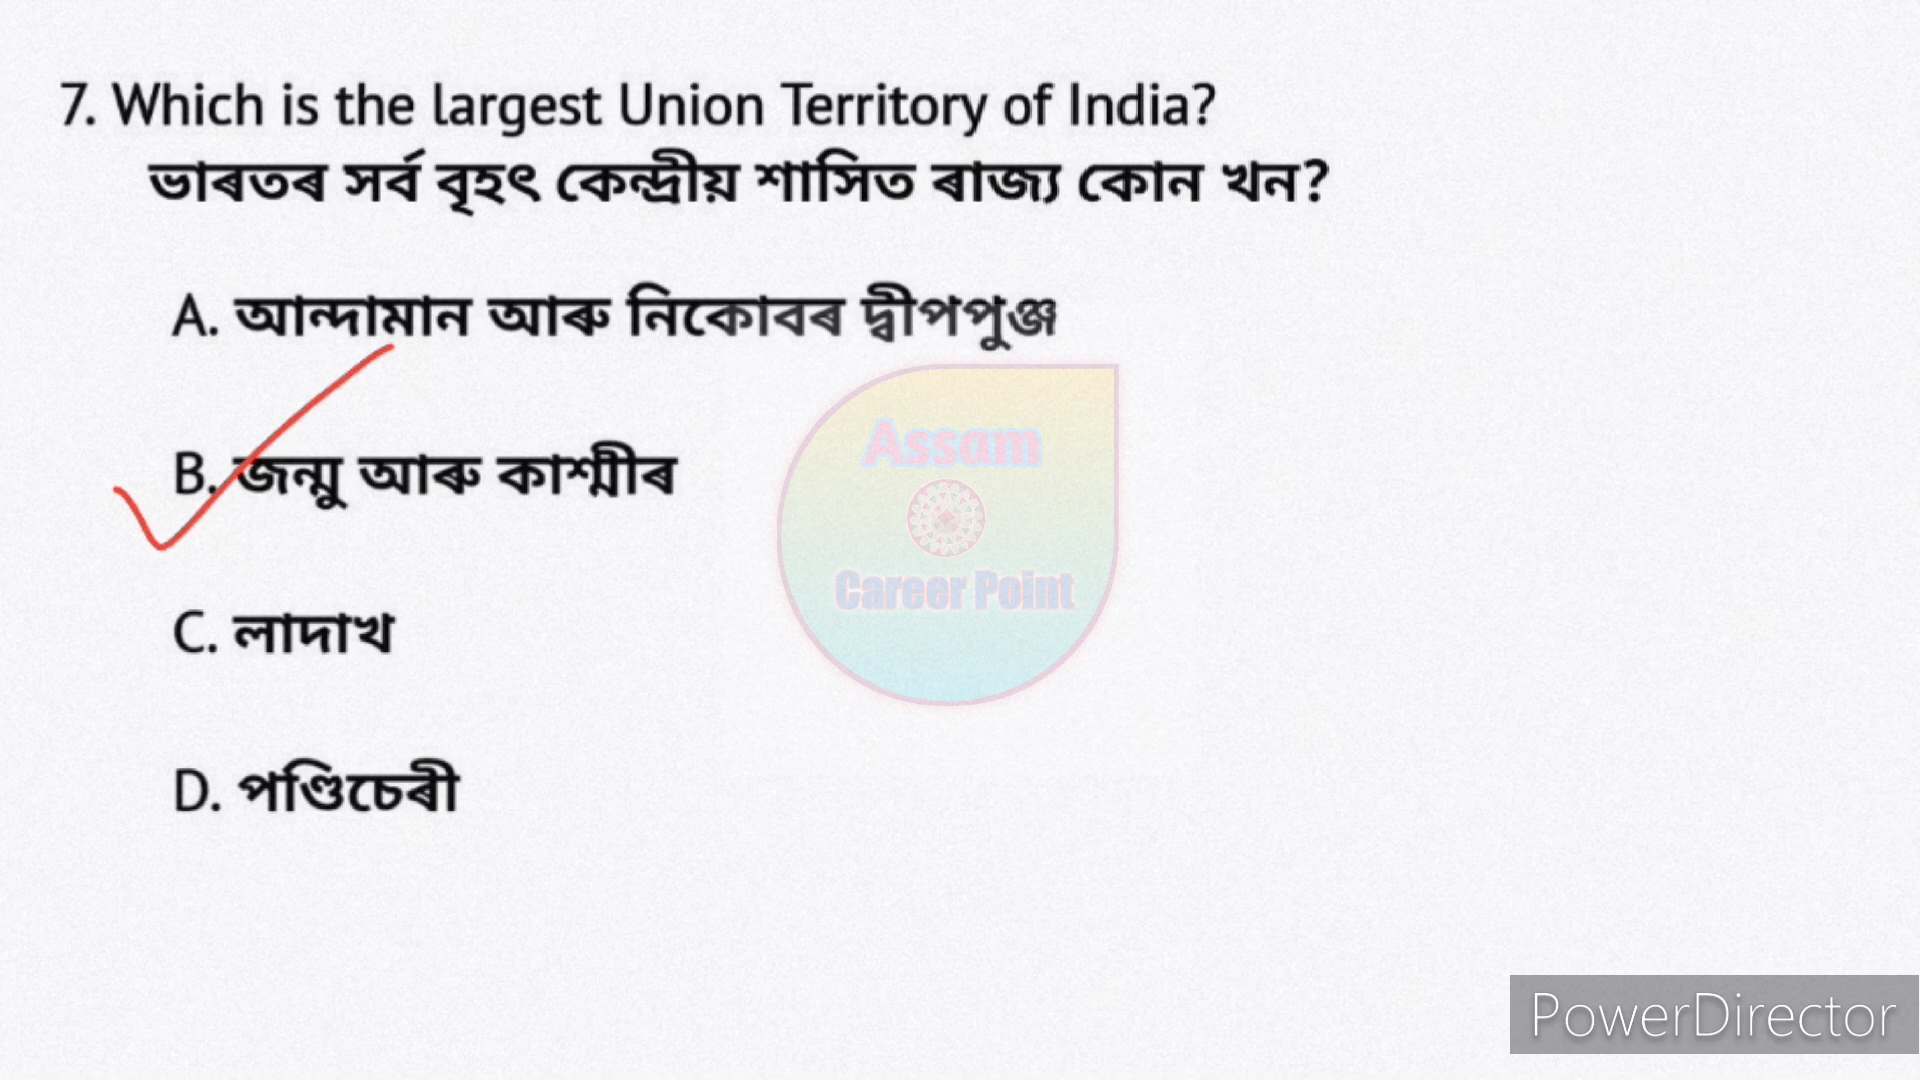 7. Which is the largest Union Territory of India?
ভাৰতৰ সৰ্ব বৃহৎ কেন্দ্ৰীয় শাসিত ৰাজ্য কোন খন?
A. আন্দামান আৰু নিকোবৰ দ্বীপপুঞ্জ
B. জন্মু আৰু কাশ্মীৰ
C. লাদাখ
D. পণ্ডিচেৰী
Assam
Career Point
PowerDirector